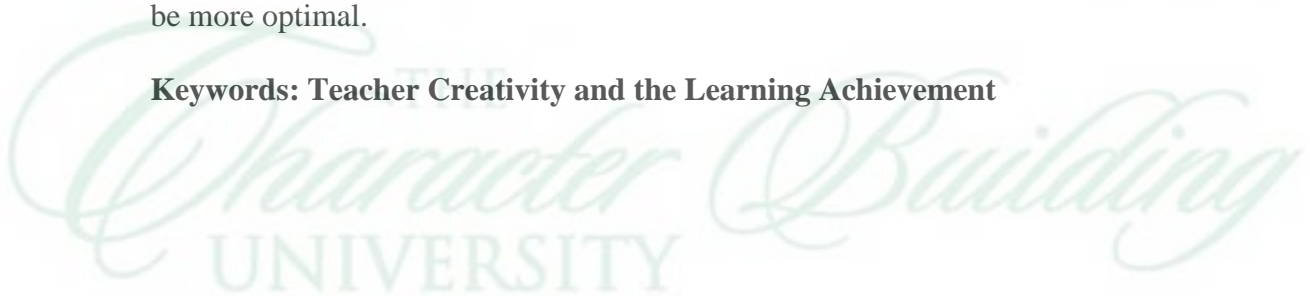 be more optimal.
Keywords: Teacher Creativity and the Learning Achievement
THE
Character Building
UNIVERSITY